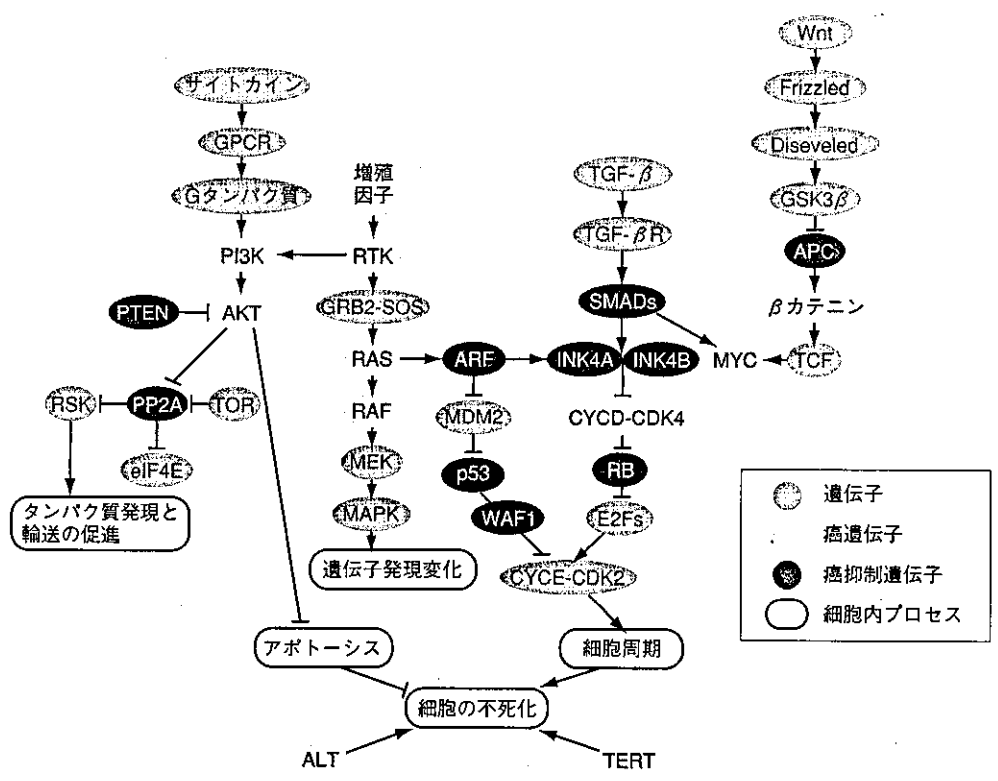 Wnt
Frizzled
Diseveled
GSK3β
APC
βカテニン
TCF
MYC
サイトカイン
GPCR
Gタンパク質
PI3K
AKT
PTEN
PP2A
RSK
TOR
eIF4E
タンパク質発現と
輸送の促進
増殖
因子
RTK
GRB2-SOS
RAS
RAF
MEK
MAPK
遺伝子発現変化
ARF
MDM2
p53
WAF1
TGF-β
TGF-βR
SMADs
INK4A
INK4B
CYCD-CDK4
RB
E2Fs
CYCE-CDK2
アポトーシス
細胞周期
細胞の不死化
ALT
TERT
遺伝子
癌遺伝子
癌抑制遺伝子
細胞内プロセス